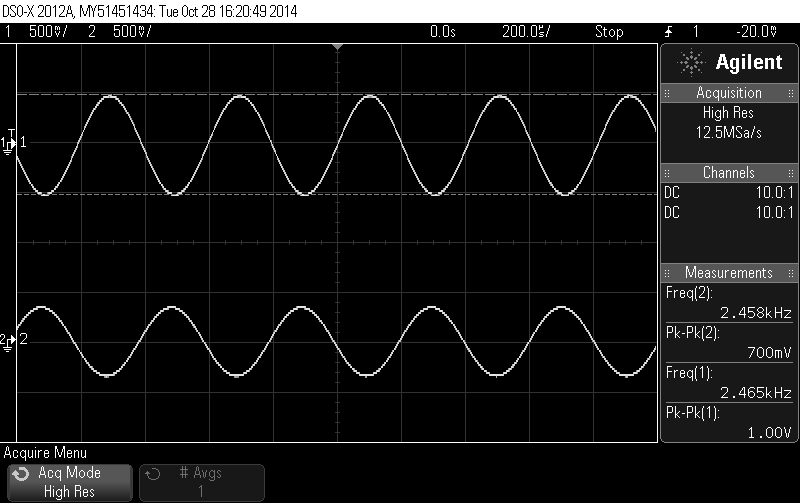 DSO-X 2012A, MY51451434: Tue Oct 28 16:20:49 2014
1 500mV/ 2 500mV/ 0.0s 200.0us/ Stop 1 -20.0mV
Agilent
Acquisition
High Res
12.5MSa/s
Channels
DC 10.0:1
DC 10.0:1
Measurements
Freq(2):
2.458kHz
Pk-Pk(2):
700mV
Freq(1):
2.465kHz
Pk-Pk(1):
1.00V
T
1 1
2 2
Acquire Menu
Acq Mode
High Res
# Avgs
1